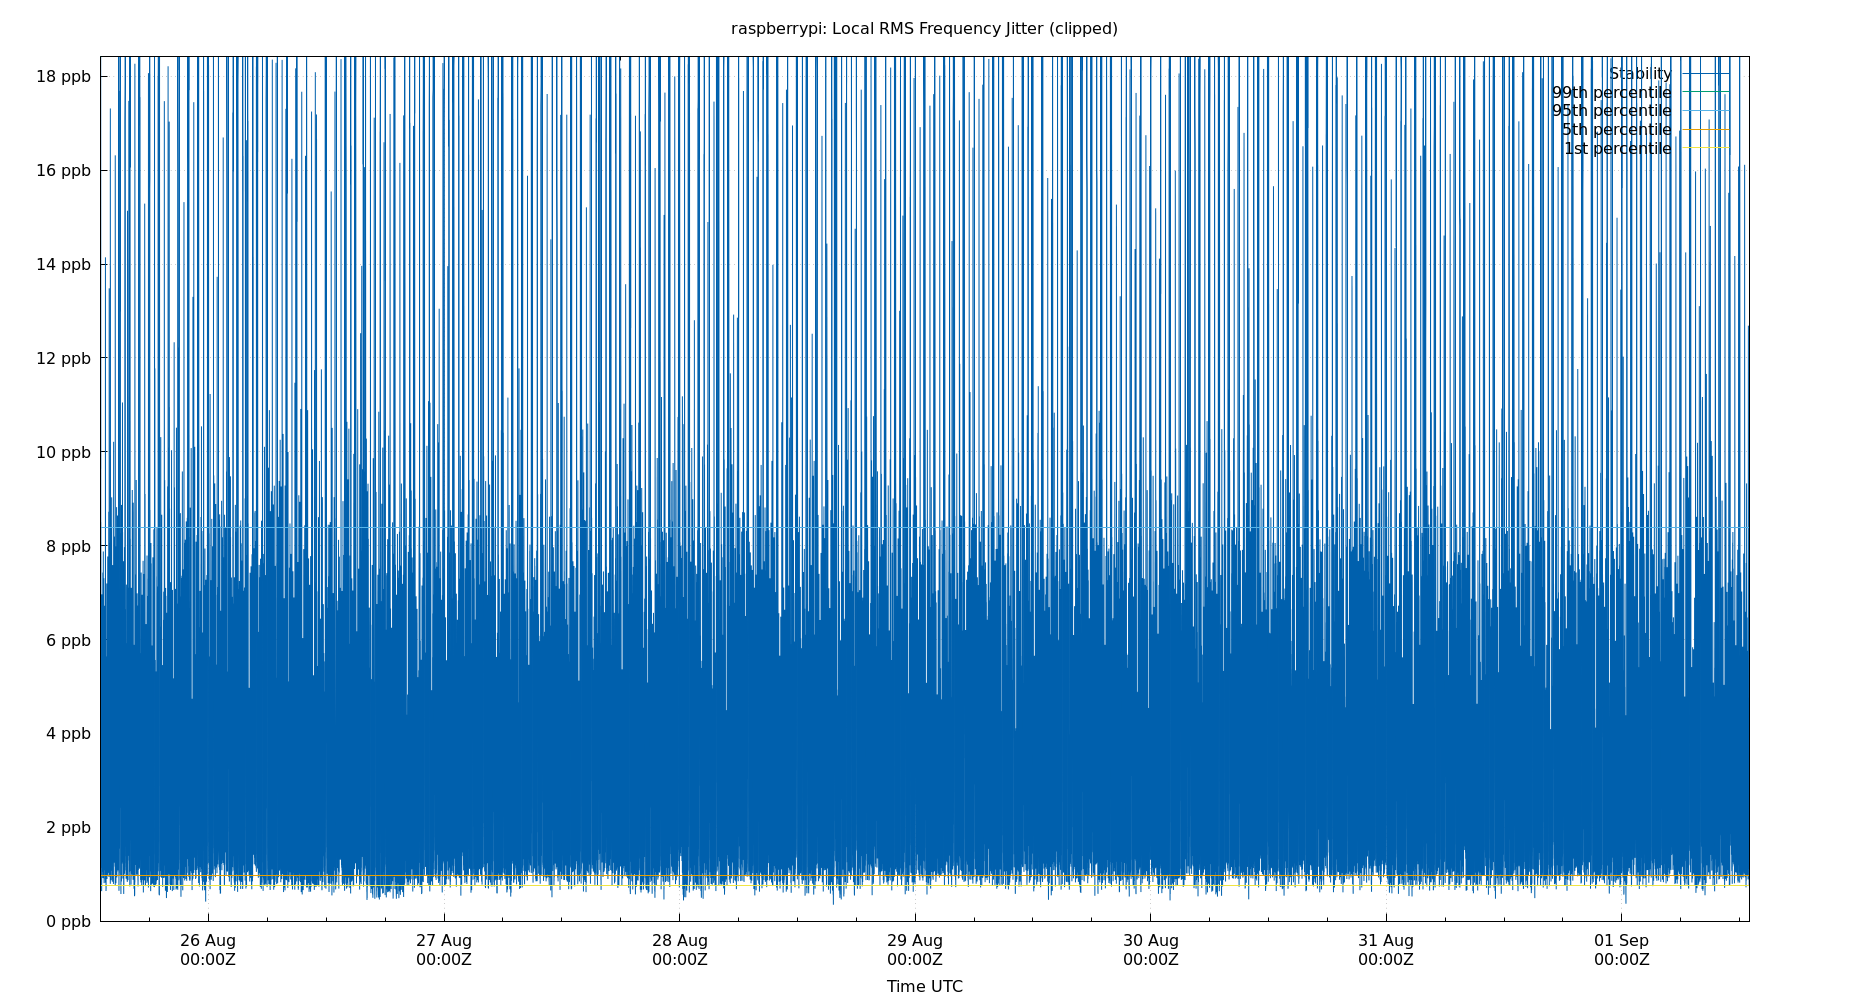 raspberrypi: Local RMS Frequency Jitter (clipped)
18 ppb
16 ppb
14 ppb
12 ppb
10 ppb
8 ppb
6 ppb
4 ppb
2 ppb
0 ppb
Stability
99th percentile
95th percentile
5th percentile
1st percentile
26 Aug 27 Aug 28 Aug 29 Aug 30 Aug 31 Aug 01 Sep
00:00Z 00:00Z 00:00Z 00:00Z 00:00Z 00:00Z 00:00Z
Time UTC